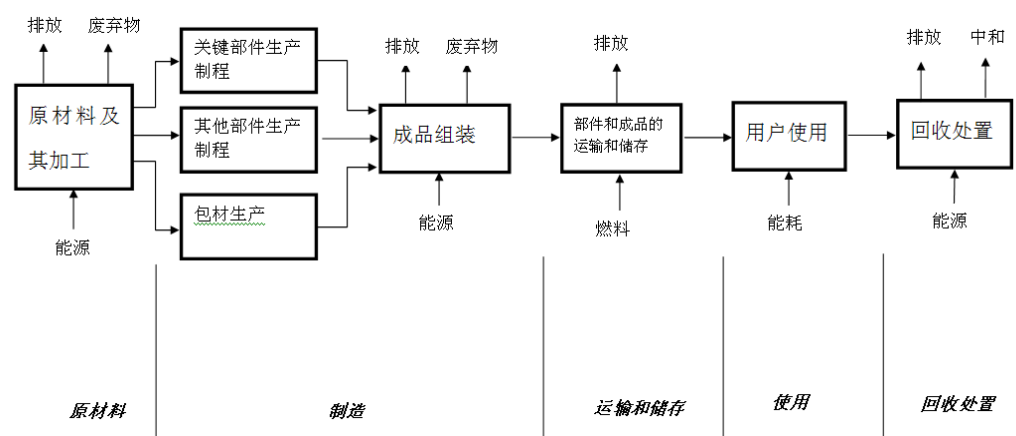 排放
废弃物
原材料及
其加工
能源
关键部件生产
制程
其他部件生产
制程
包材生产
排放
废弃物
成品组装
能源
排放
部件和成品的
运输和储存
燃料
用户使用
能耗
排放
中和
回收处置
能源
原材料
制造
运输和储存
使用
回收处置